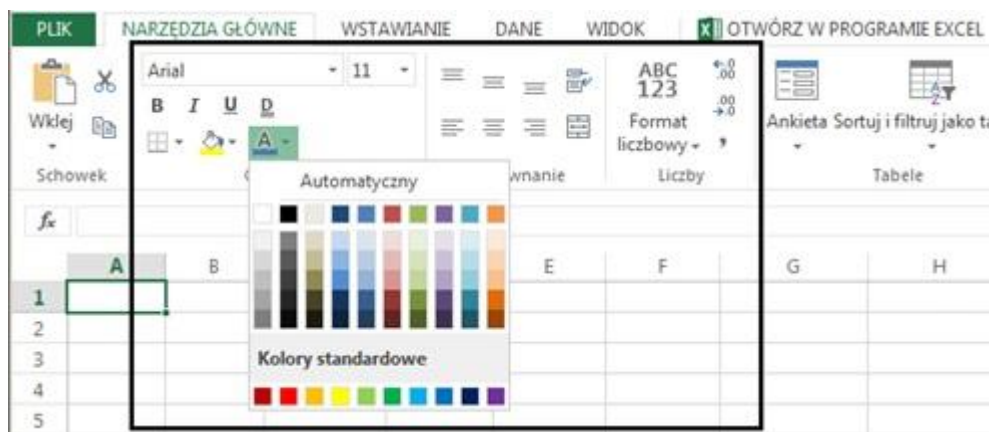 PLIK NARZĘDZIA GŁÓWNE WSTAWIANIE DANE WIDOK OTWÓRZ W PROGRAMIE EXCEL
Arial 11 ABC
123
B I U D
Wklej Format
liczbowy Ankieta Sortuj i filtruj jako ta
A
Schowek wnanie Liczby Tabele
Automatyczny
fx
A B E F G H
1
2
3 Kolory standardowe
4
5